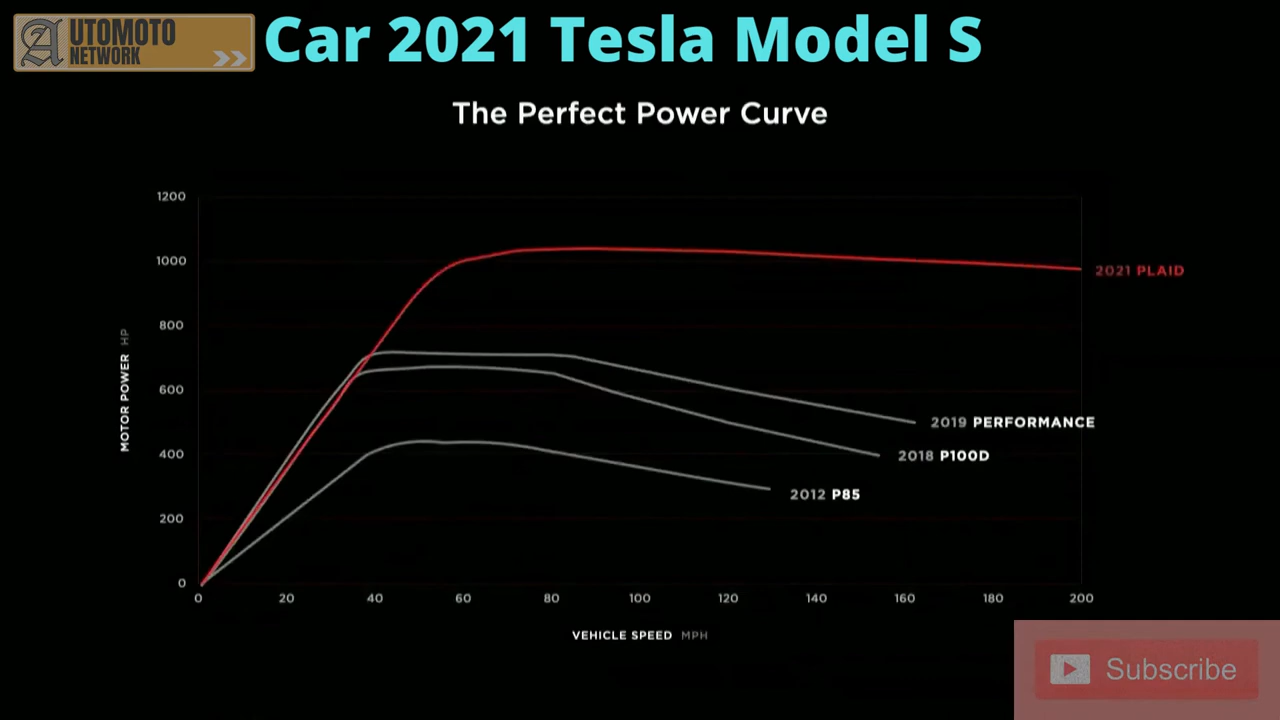 AUTOMOTO
NETWORK
Car 2021 Tesla Model S
The Perfect Power Curve
1200
1000
800
600
400
200
0
MOTOR POWER HP
2021 PLAID
2019 PERFORMANCE
2018 P100D
2012 P85
0 20 40 60 80 100 120 140 160 180 200
VEHICLE SPEED MPH
Subscribe